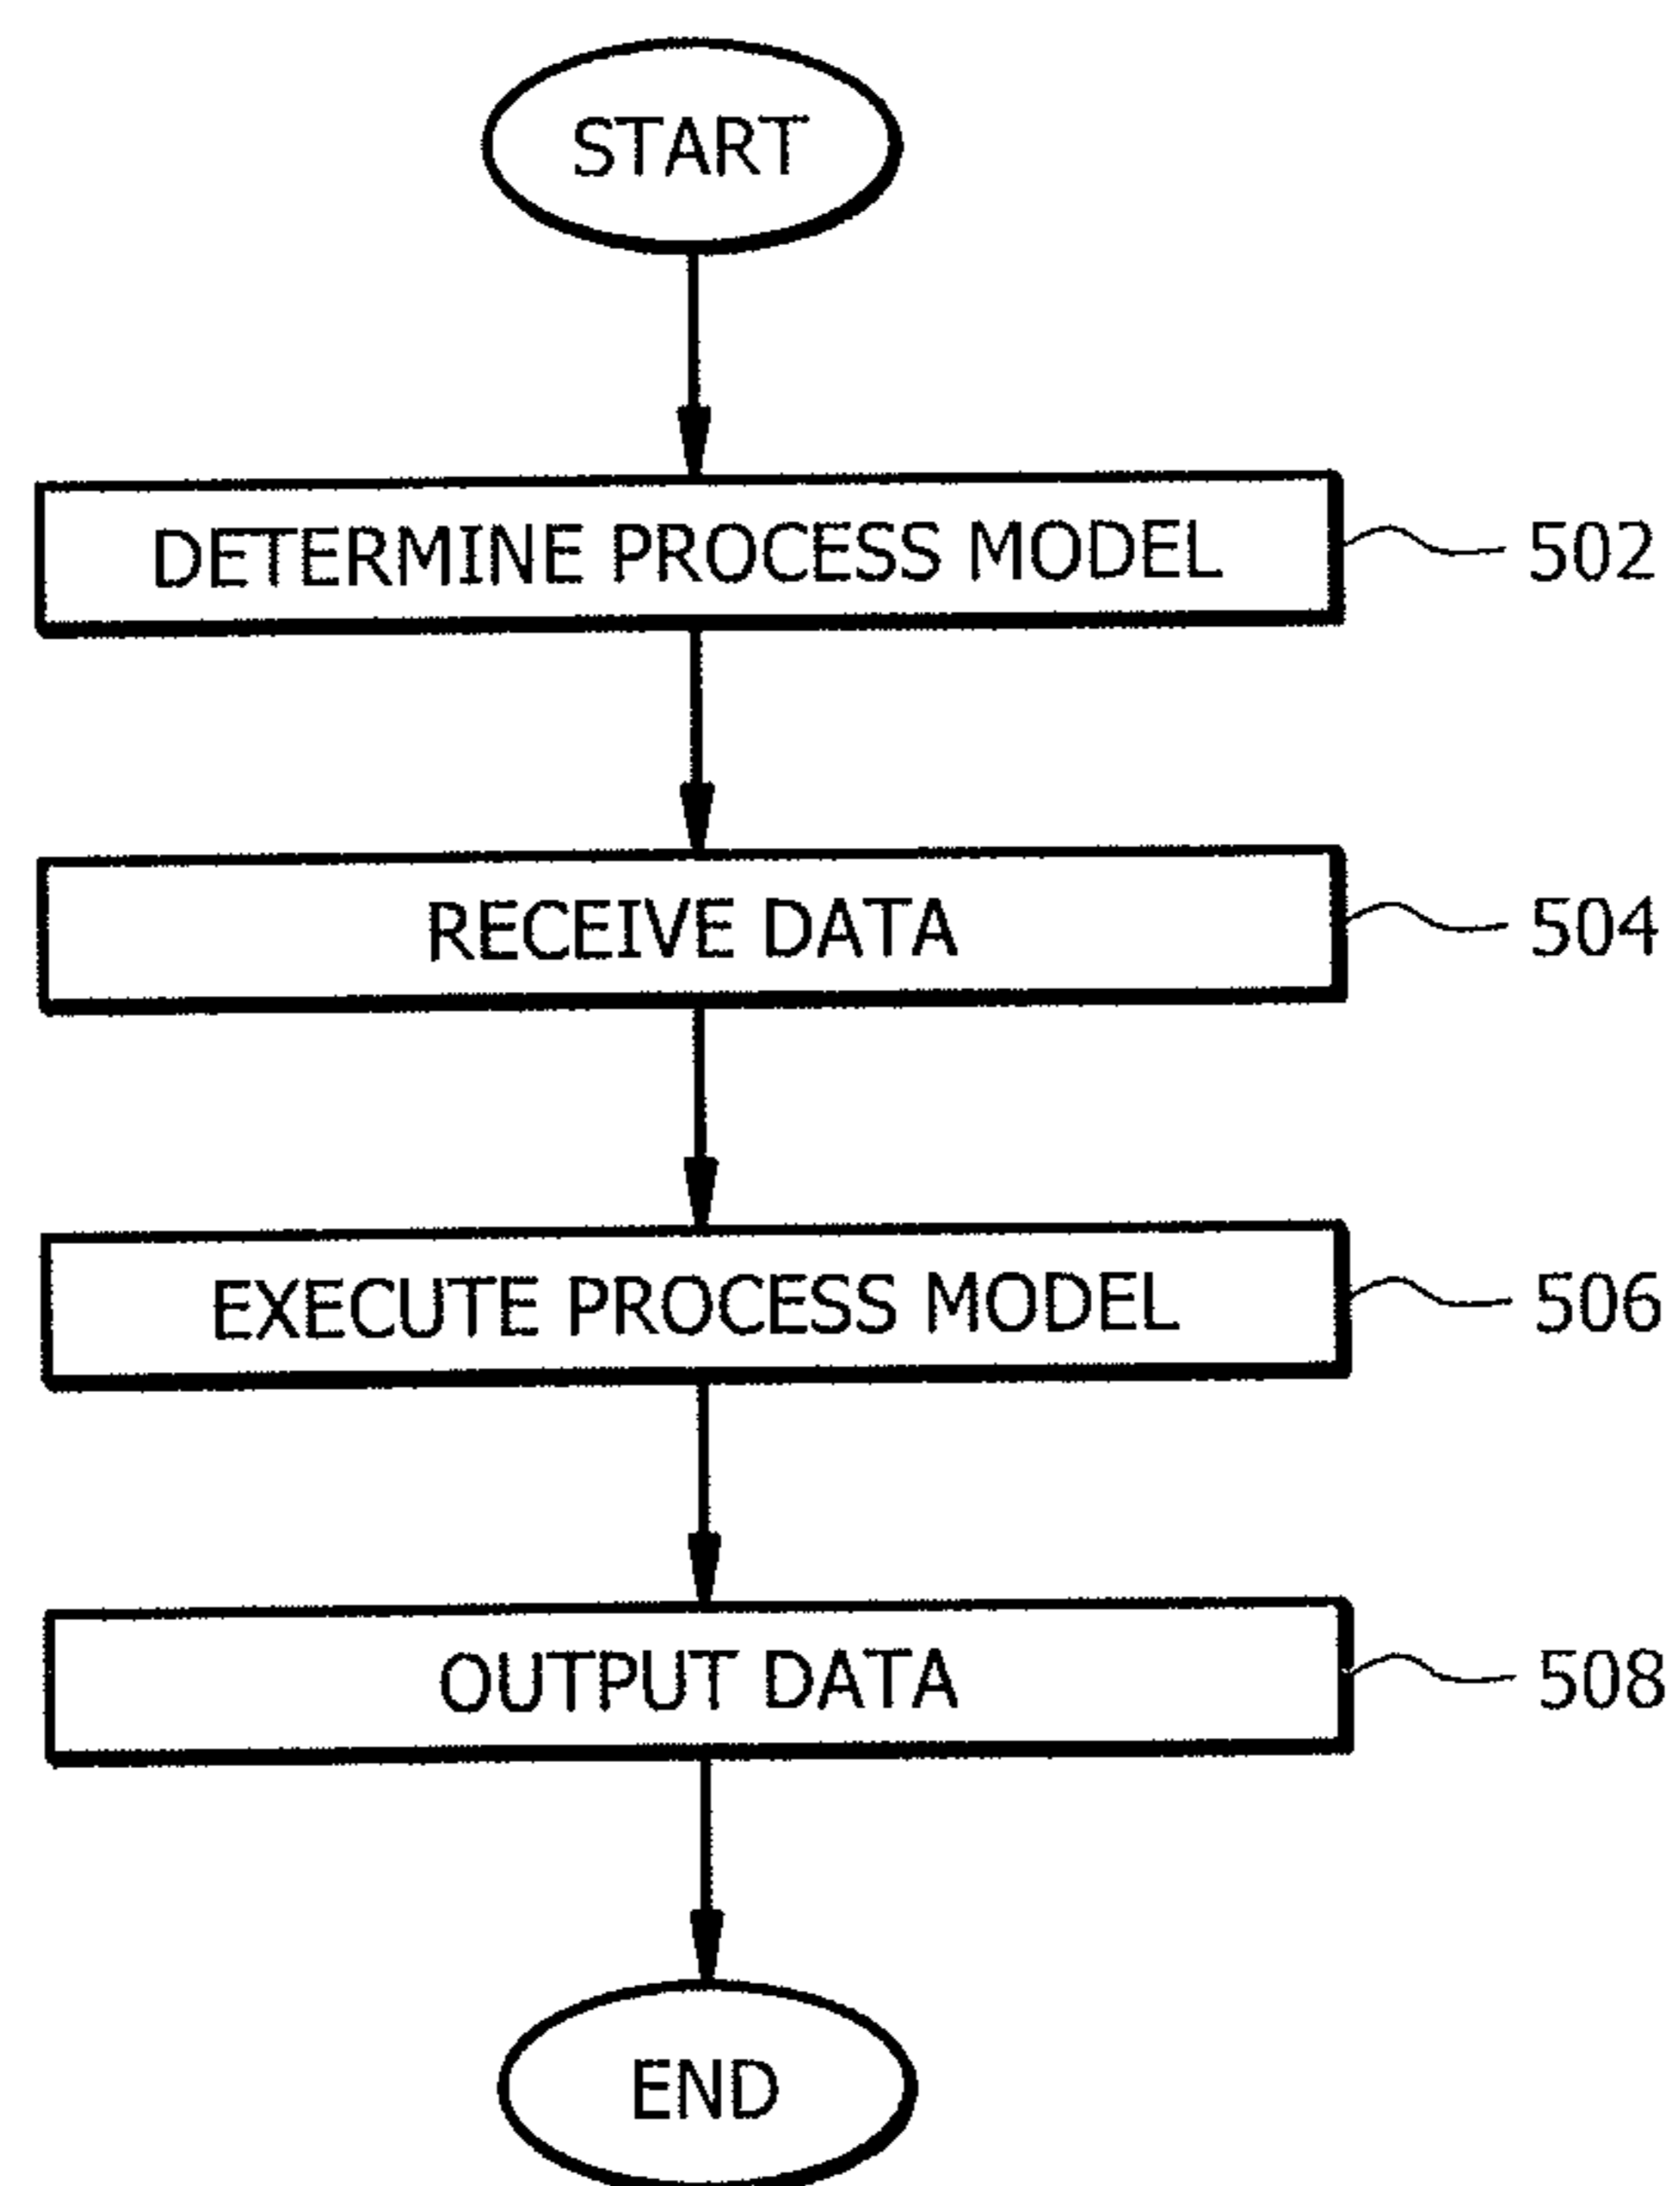 START
DETERMINE PROCESS MODEL
502
RECEIVE DATA
504
EXECUTE PROCESS MODEL
506
OUTPUT DATA
508
END